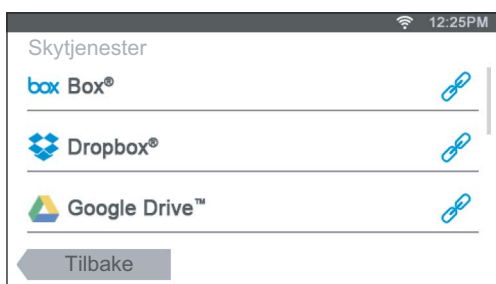 12:25PM
Skytjenester
box Box®
Dropbox®
Google Drive™
Tilbake